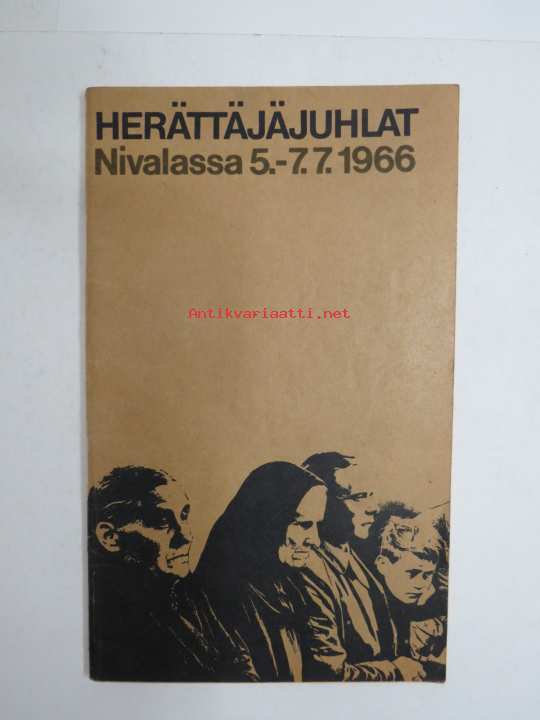 HERÄTTÄJÄJUHLAT
Nivalassa 5.-7.7.1966
Antikvariaatti.net